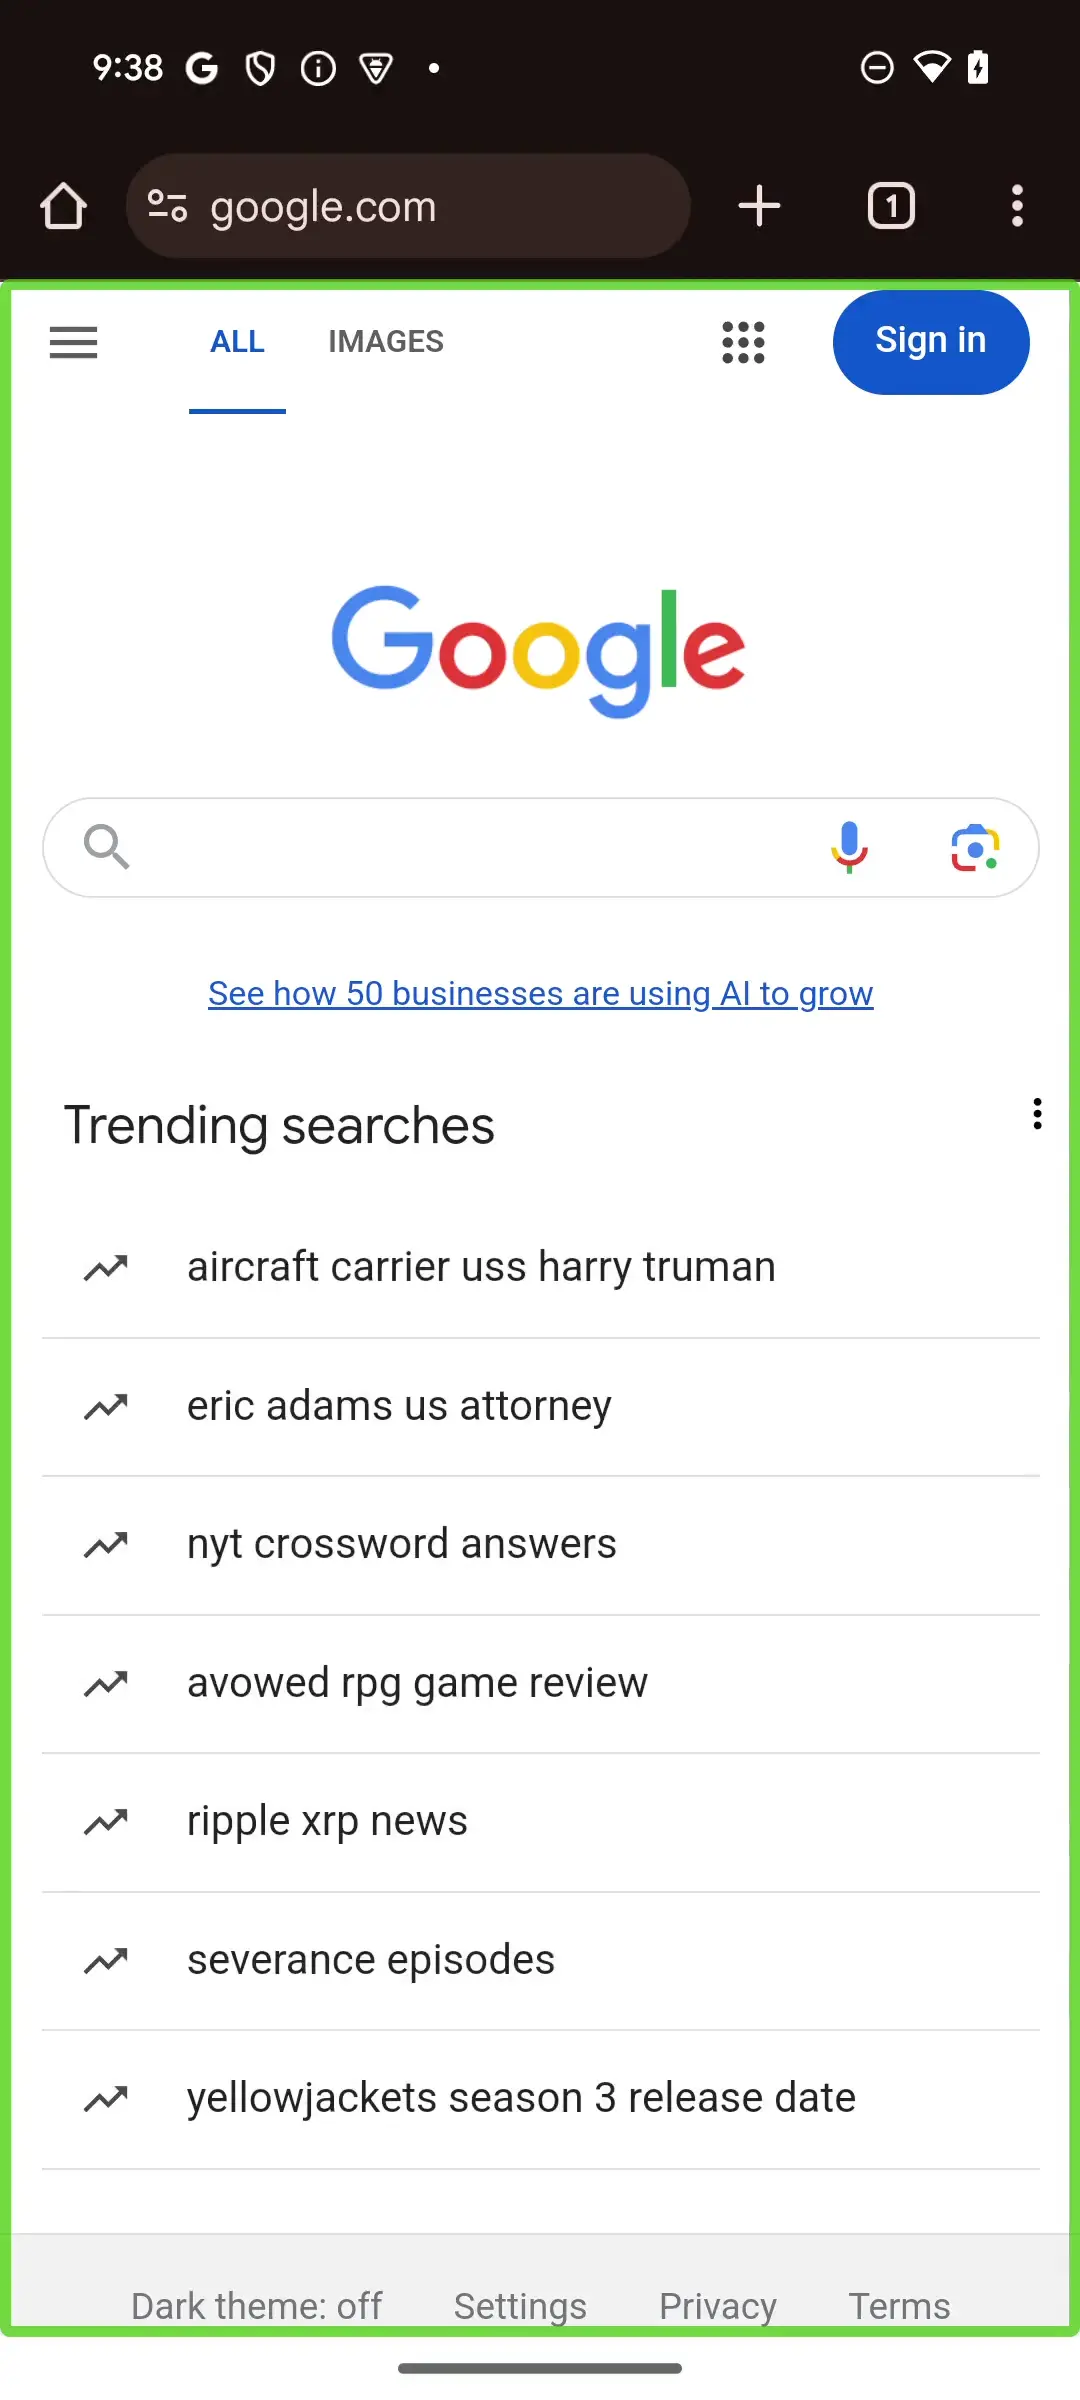 9:38
google.com
1
ALL IMAGES Sign in
Google
See how 50 businesses are using AI to grow
Trending searches
aircraft carrier uss harry truman
eric adams us attorney
nyt crossword answers
avowed rpg game review
ripple xrp news
severance episodes
yellowjackets season 3 release date
Dark theme: off Settings Privacy Terms